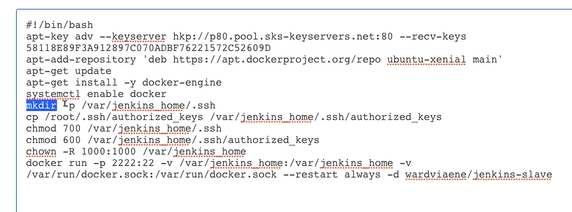 #!/bin/bash
apt-key adv --keyserver hkp://p80.pool.sks-keyservers.net:80 --recv-keys
58118E89F3A912897C070ADBF76221572C52609D
apt-add-repository 'deb https://apt.dockerproject.org/repo ubuntu-xenial main'
apt-get update
apt-get install -y docker-engine
systemctl enable docker
mkdir -p /var/jenkins_home/.ssh
cp /root/.ssh/authorized_keys /var/jenkins_home/.ssh/authorized_keys
chmod 700 /var/jenkins_home/.ssh
chmod 600 /var/jenkins_home/.ssh/authorized_keys
chown -R 1000:1000 /var/jenkins_home
docker run -p 2222:22 -v /var/jenkins_home:/var/jenkins_home -v
/var/run/docker.sock:/var/run/docker.sock --restart always -d wardviaene/jenkins-slave